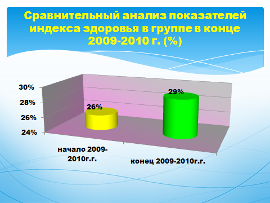 Сравнительный анализ показателей
индекса здоровья в группе в конце
2009-2010 г. (%)
30%
28%
26%
24%
26%
29%
начало 2009-
2010г.г.
конец 2009-2010г.г.